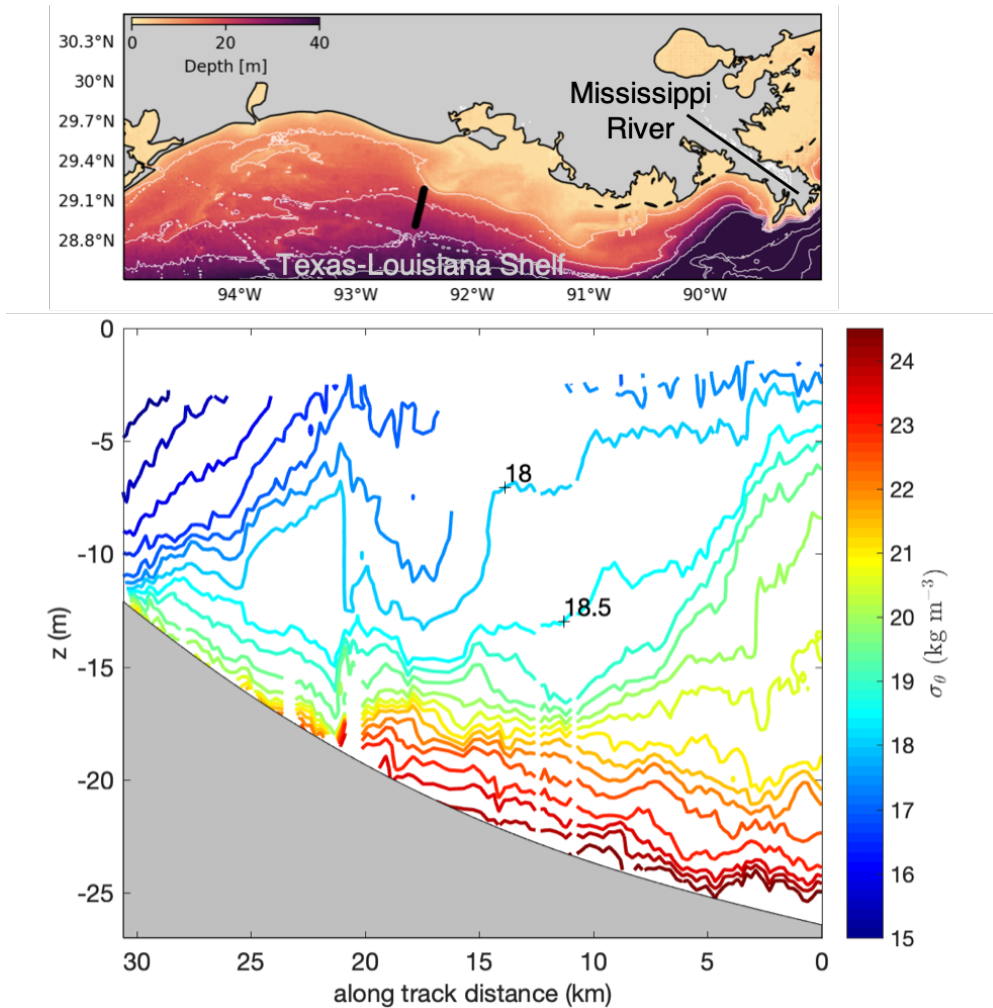 0 20 40
Depth [m]
30.3°N
30°N
29.7°N
29.4°N
29.1°N
28.8°N
Mississippi
River
Texas-Louisiana Shelf
94°W 93°W 92°W 91°W 90°W
0
-5
-10
-15
-20
-25
z (m)
18
18.5
30 25 20 15 10 5 0
along track distance (km)
24
23
22
21
20
19
18
17
16
15
σθ (kg m⁻³)